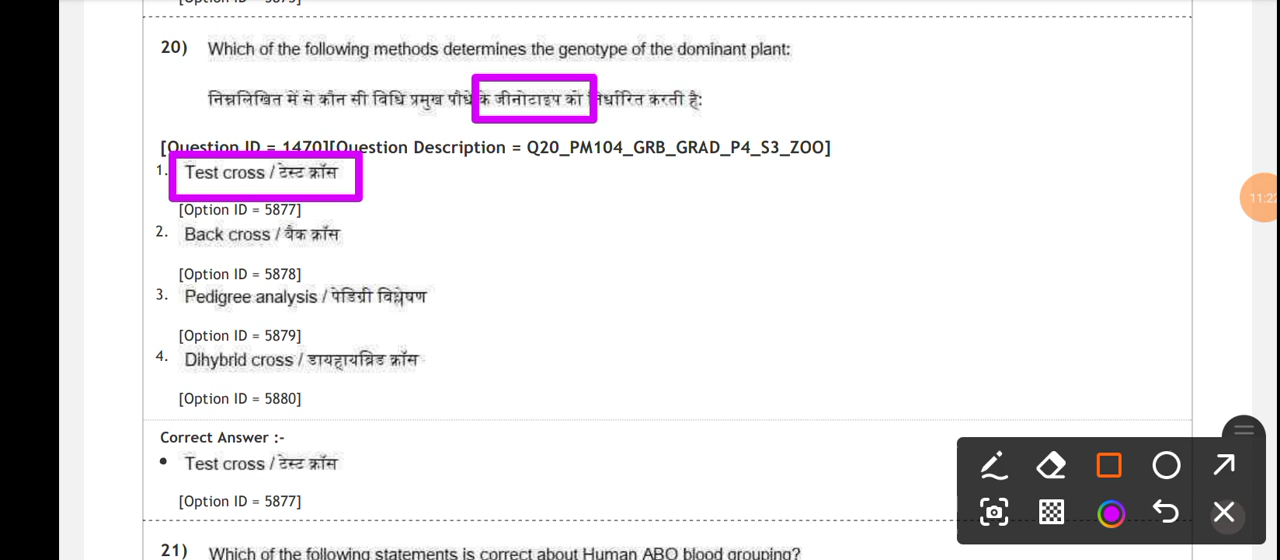 20) Which of the following methods determines the genotype of the dominant plant:
निम्नलिखित में से कौन सी विधि प्रमुख पौधे के जीनोटाइप को निर्धारित करती है:
[Question ID = 1470][Question Description = Q20_PM104_GRB_GRAD_P4_S3_ZOO]
1. Test cross / टेस्ट क्रॉस
[Option ID = 5877]
2. Back cross / बैक क्रॉस
[Option ID = 5878]
3. Pedigree analysis / पेडिग्री विश्लेषण
[Option ID = 5879]
4. Dihybrid cross / डायहायब्रिड क्रॉस
[Option ID = 5880]
Correct Answer :-
• Test cross / टेस्ट क्रॉस
[Option ID = 5877]
21) Which of the following statements is correct about Human ABO blood grouping?